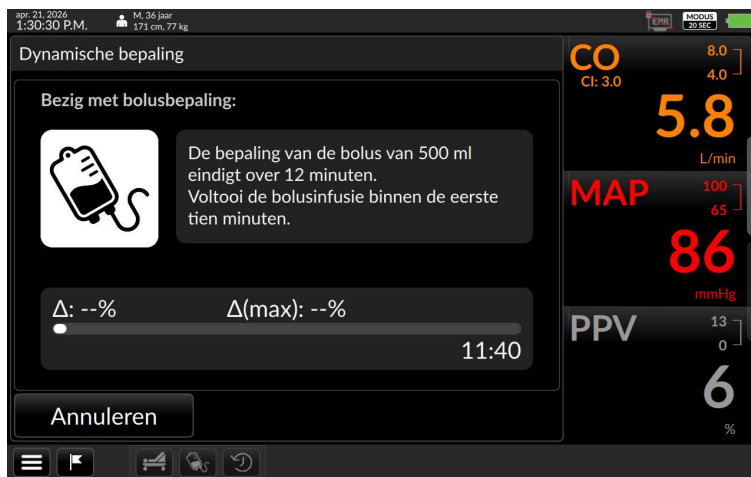 apr. 21, 2026
1:30:30 P.M.
M, 36 jaar
171 cm, 77 kg
EMR
MODUS
20 SEC
Dynamische bepaling
Bezig met bolusbepaling:
De bepaling van de bolus van 500 ml
eindigt over 12 minuten.
Voltooi de bolusinfusie binnen de eerste
tien minuten.
Δ: --%
Δ(max): --%
11:40
Annuleren
CO
CI: 3.0
8.0
4.0
5.8
L/min
MAP
100
65
86
mmHg
PPV
13
0
6
%